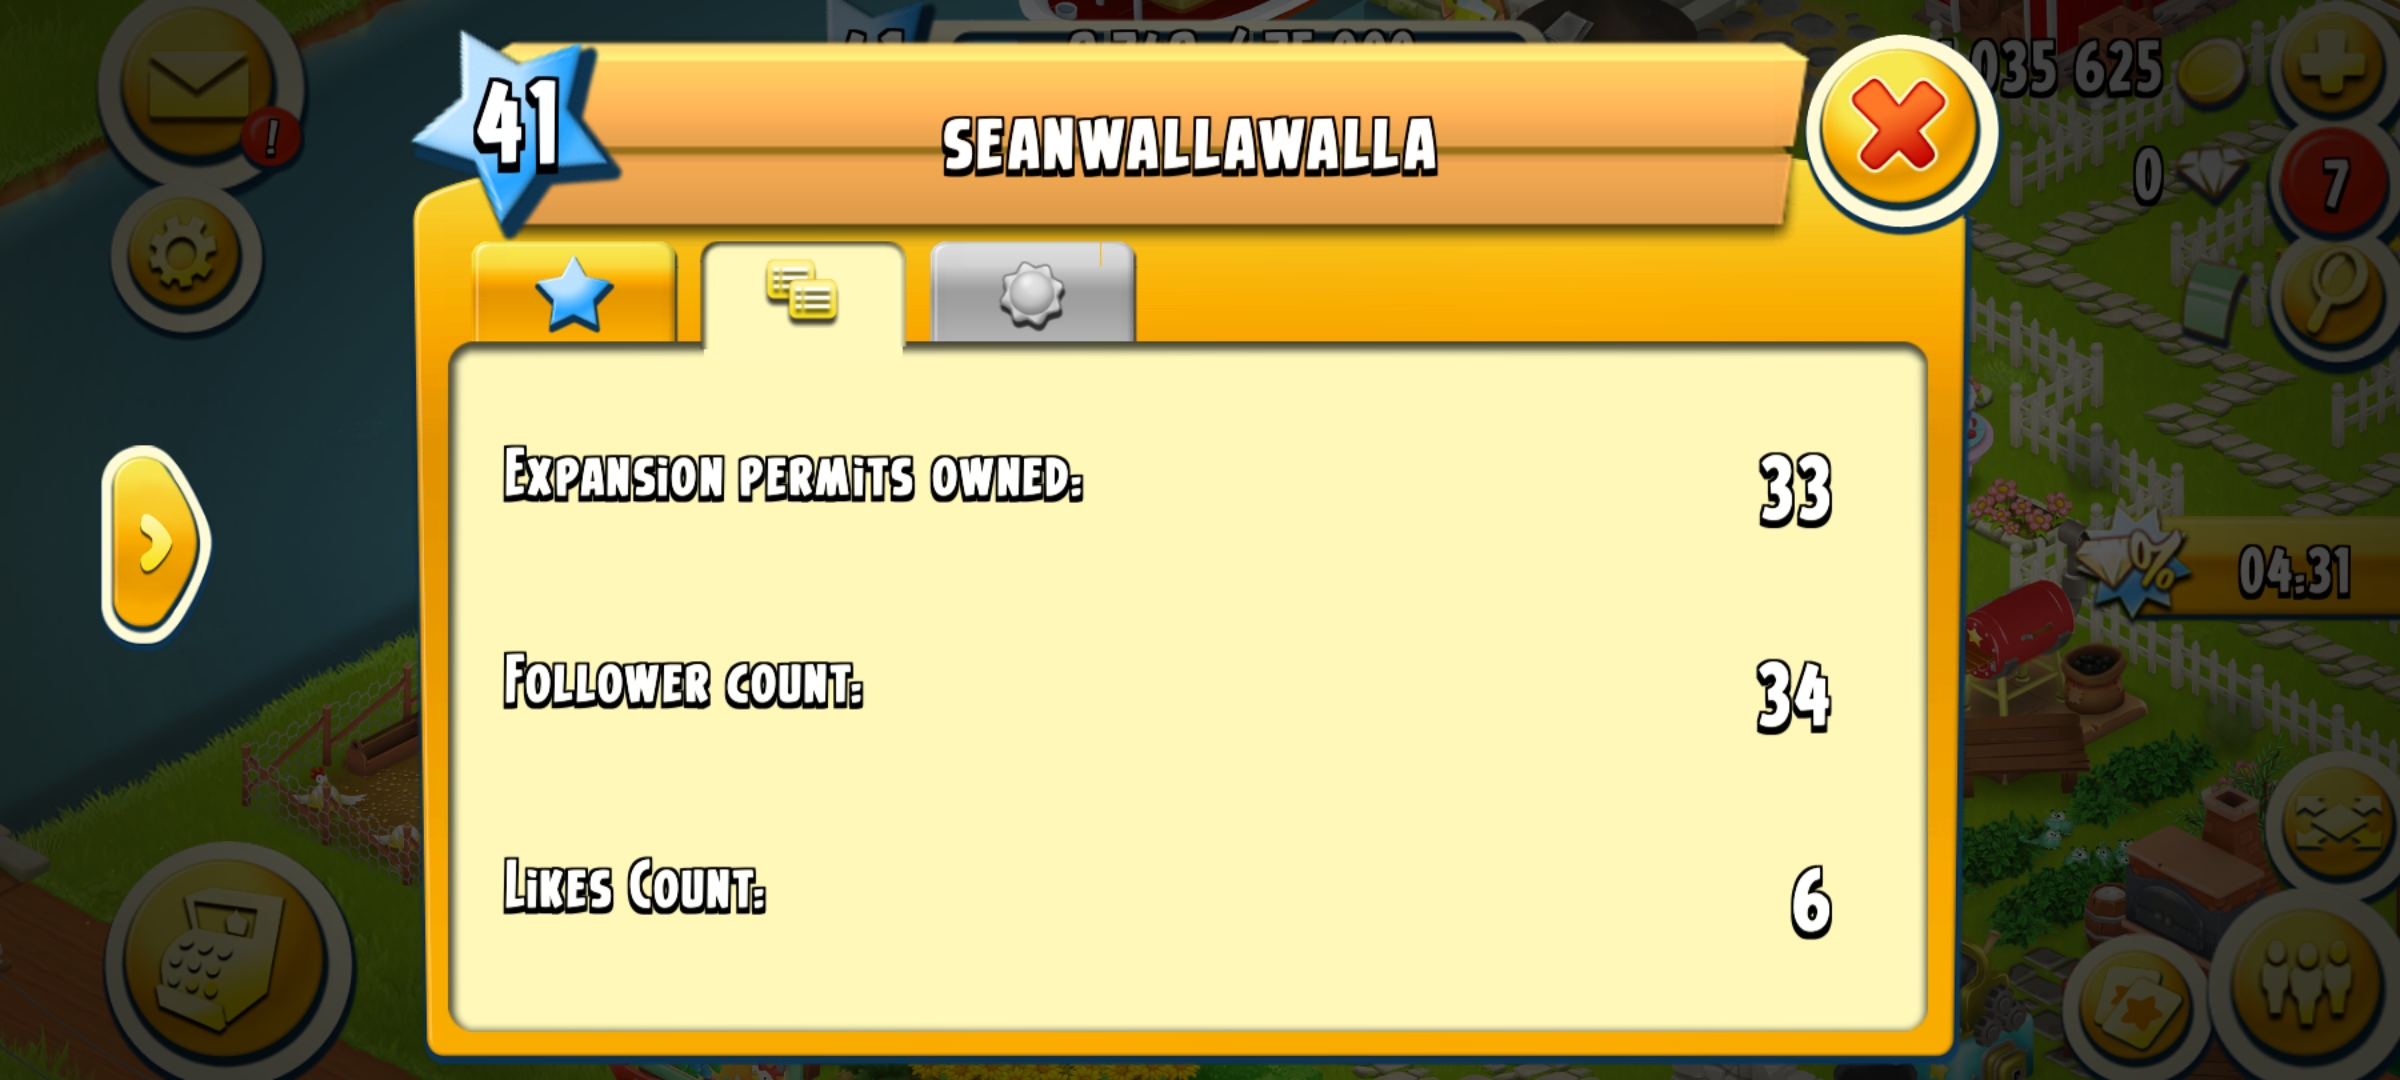 41
SEANWALLAWALLA
035 625
0
7
!
EXPANSION PERMITS OWNED:
33
04:31
FOLLOWER COUNT:
34
LIKES COUNT:
6